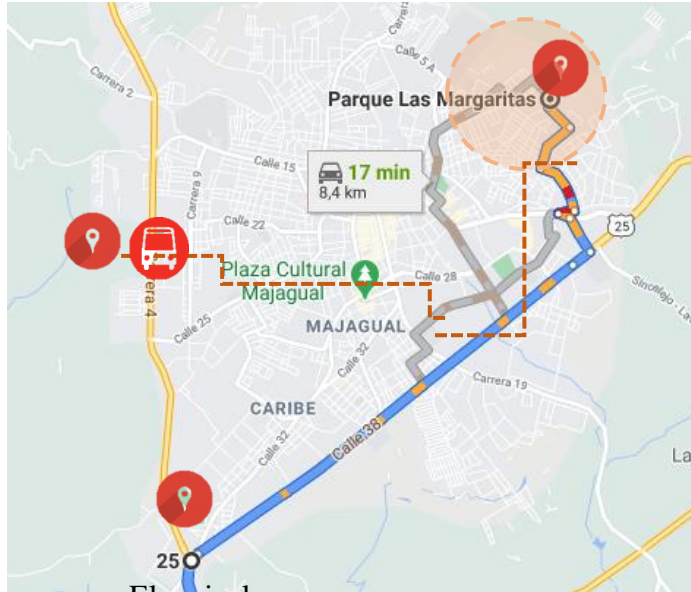 Calle 5 A
Carrera 2
Parque Las Margaritas
17 min
8,4 km
Calle 15
Carrera 9
Calle 22
25
Plaza Cultural
Majagual
Calle 28
era 4
MAJAGUAL
Calle 25
Calle 32
Carrera 19
CARIBE
Calle 38
Calle 32
La
25